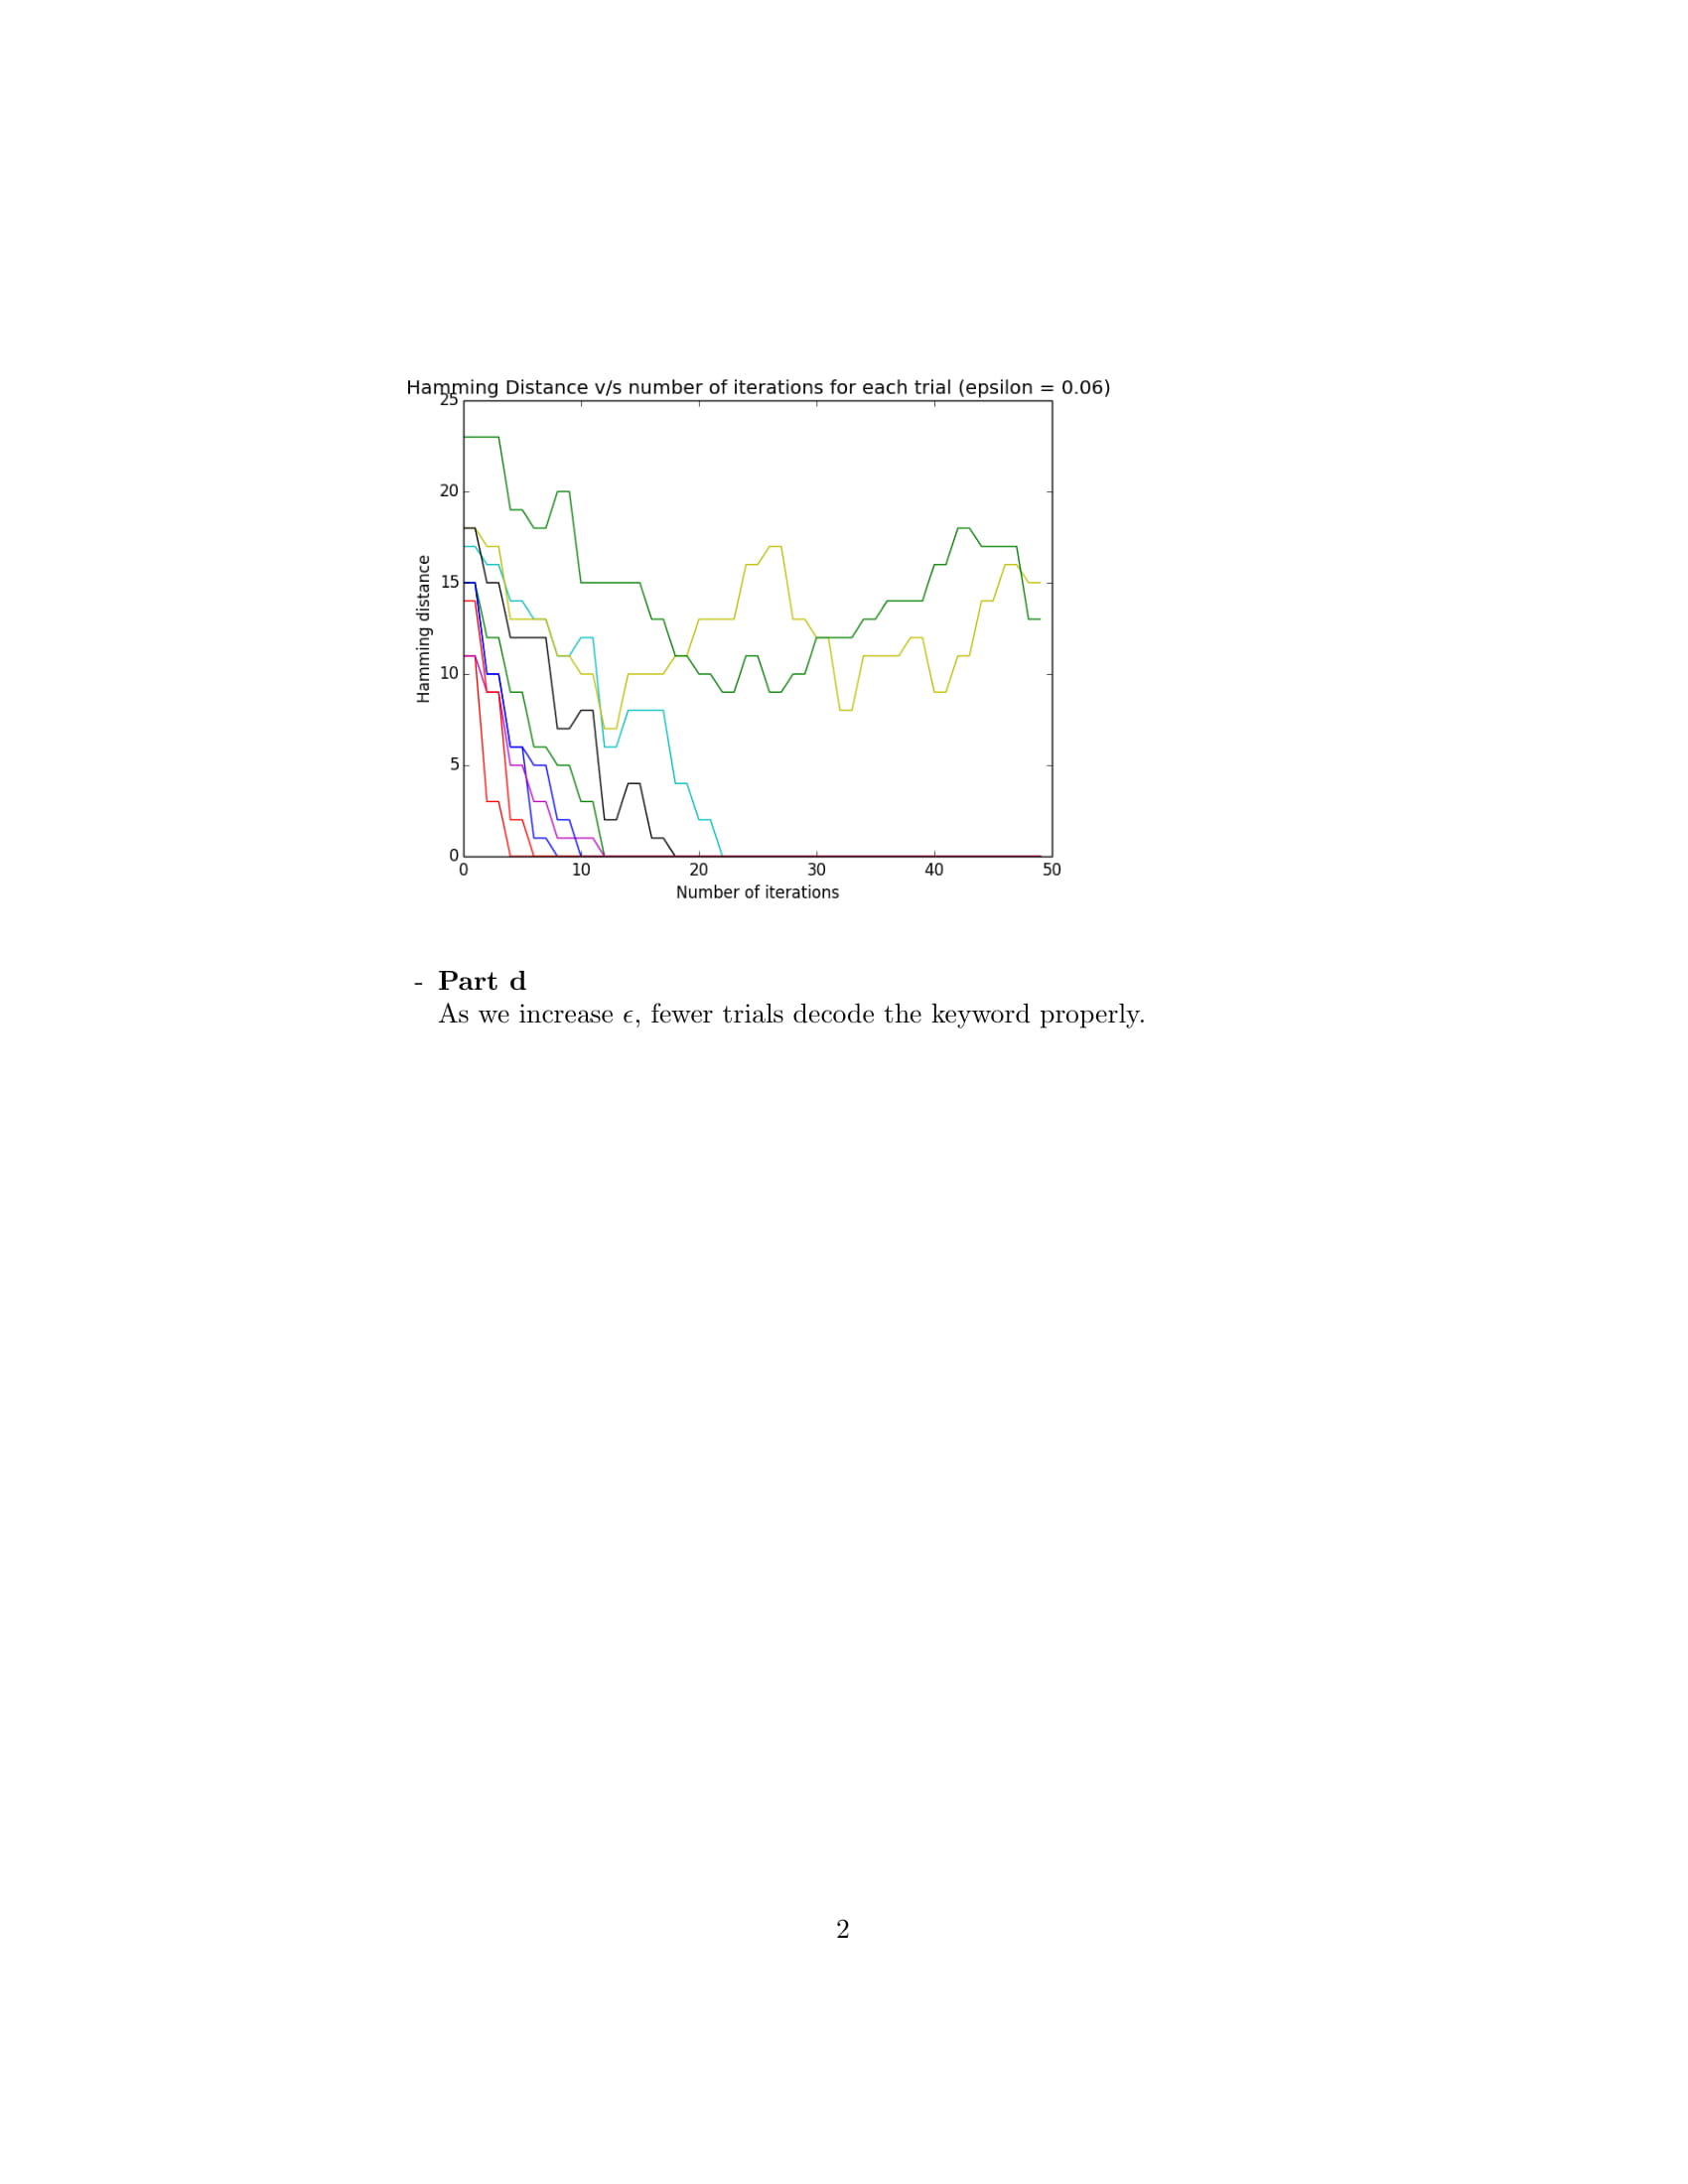 Hamming Distance v/s number of iterations for each trial (epsilon = 0.06)
25
20
15
10
5
0
Hamming distance
0 10 20 30 40 50
Number of iterations
- Part d
As we increase ϵ, fewer trials decode the keyword properly.
2